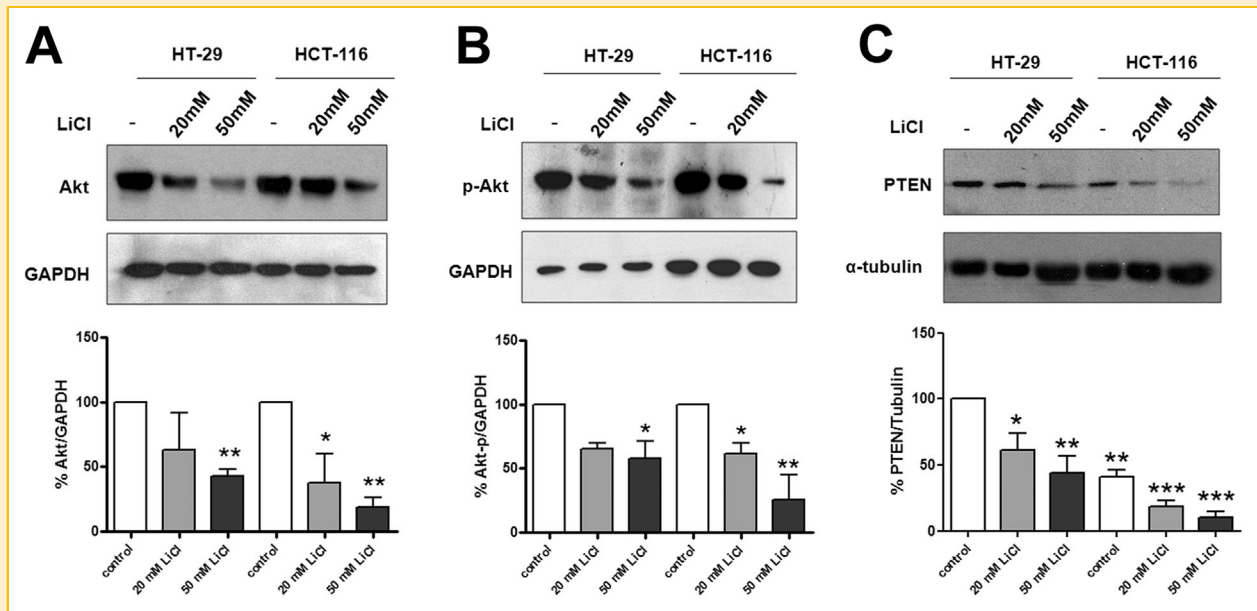 A
HT-29 HCT-116
LiCl - 20mM 50mM - 20mM 50mM
Akt
GAPDH
% Akt/GAPDH
150
100
50
0
control 20 mM LiCl 50 mM LiCl control 20 mM LiCl 50 mM LiCl
** * **
B
HT-29 HCT-116
LiCl - 20mM 50mM - 20mM
p-Akt
GAPDH
% Akt-p/GAPDH
150
100
50
0
control 20 mM LiCl 50 mM LiCl control 20 mM LiCl 50 mM LiCl
* * **
C
HT-29 HCT-116
LiCl - 20mM 50mM - 20mM 50mM
PTEN
α-tubulin
% PTEN/Tubulin
150
100
50
0
control 20 mM LiCl 50 mM LiCl control 20 mM LiCl 50 mM LiCl
* ** ** *** ***